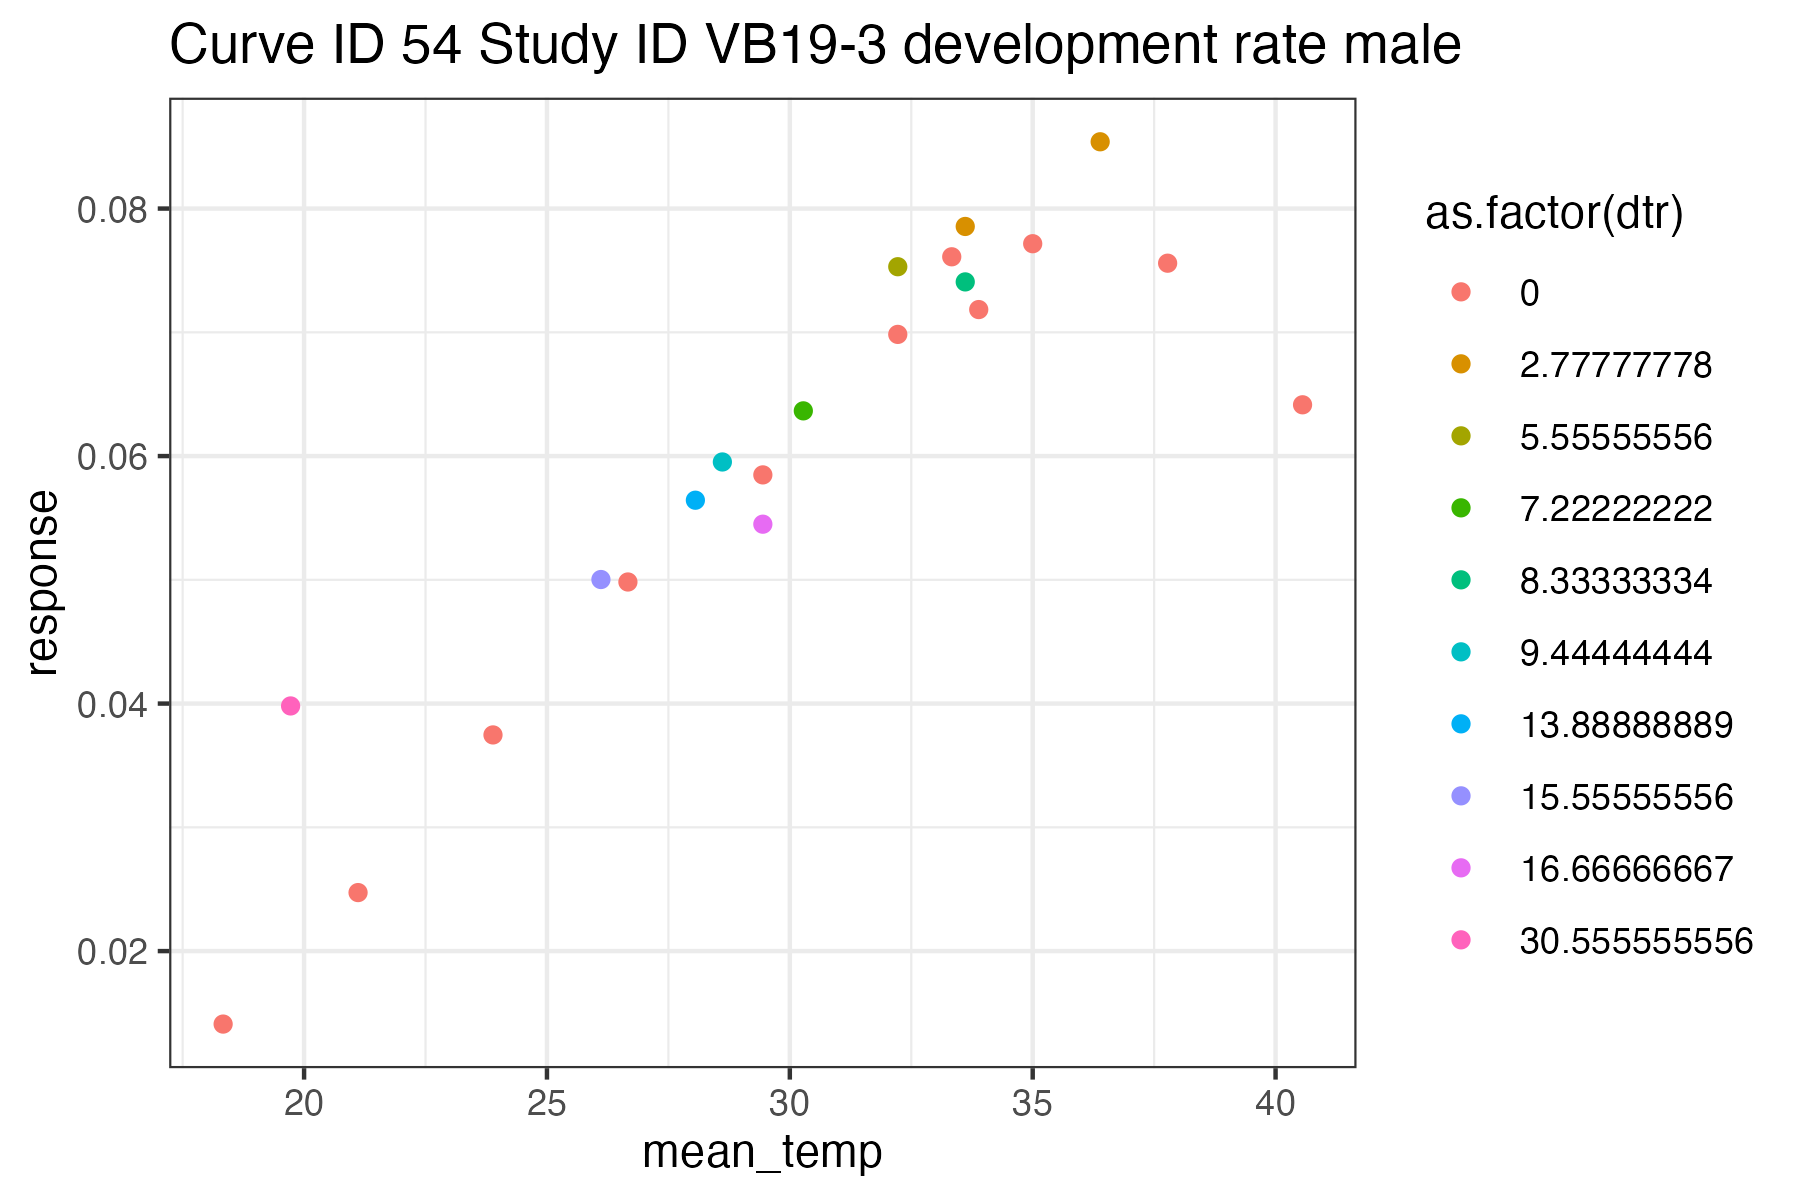 Curve ID 54 Study ID VB19-3 development rate male
response
0.08
0.06
0.04
0.02
20 25 30 35 40
mean_temp
as.factor(dtr)
0
2.77777778
5.55555556
7.22222222
8.33333334
9.44444444
13.88888889
15.55555556
16.66666667
30.555555556